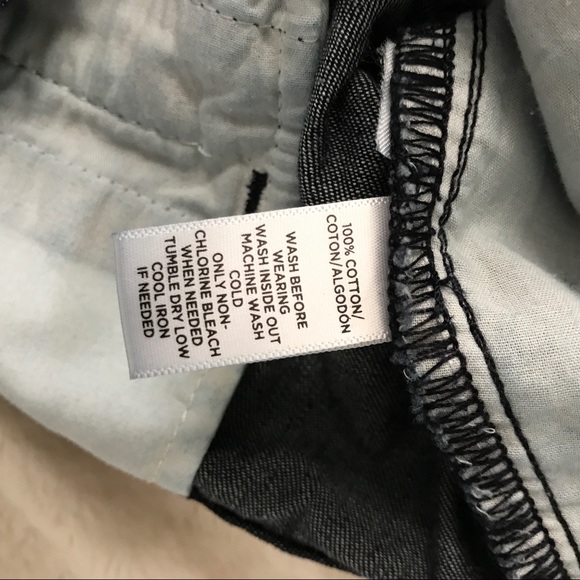 100% COTTON/
COTON/ALGODÓN
WASH BEFORE
WEARING
WASH INSIDE OUT
MACHINE WASH
COLD
ONLY NON-
CHLORINE BLEACH
WHEN NEEDED
TUMBLE DRY LOW
COOL IRON
IF NEEDED